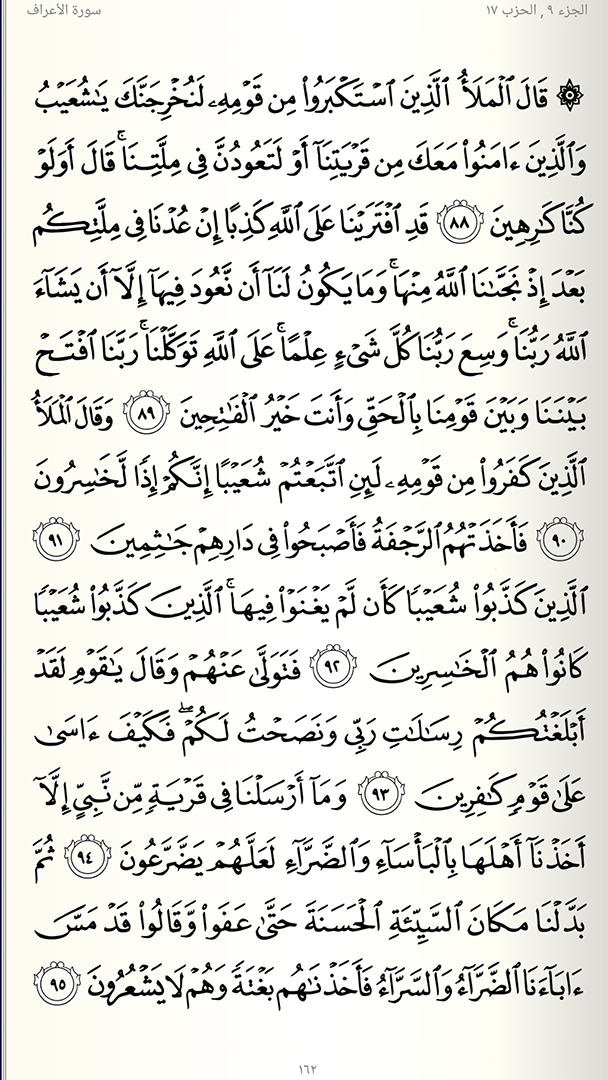 سورة الأعراف
الجزء ٩ , الحزب ١٧
۞ قَالَ ٱلۡمَلَأُ ٱلَّذِينَ ٱسۡتَكۡبَرُواْ مِن قَوۡمِهِۦ لَنُخۡرِجَنَّكَ يَٰشُعَيۡبُ
وَٱلَّذِينَ ءَامَنُواْ مَعَكَ مِن قَرۡيَتِنَآ أَوۡ لَتَعُودُنَّ فِي مِلَّتِنَاۚ قَالَ أَوَلَوۡ
كُنَّا كَٰرِهِينَ ٨٨ قَدِ ٱفۡتَرَيۡنَا عَلَى ٱللَّهِ كَذِبًا إِنۡ عُدۡنَا فِي مِلَّتِكُم
بَعۡدَ إِذۡ نَجَّىٰنَا ٱللَّهُ مِنۡهَاۚ وَمَا يَكُونُ لَنَآ أَن نَّعُودَ فِيهَآ إِلَّآ أَن يَشَآءَ
ٱللَّهُ رَبُّنَاۚ وَسِعَ رَبُّنَا كُلَّ شَيۡءٍ عِلۡمًاۚ عَلَى ٱللَّهِ تَوَكَّلۡنَاۚ رَبَّنَا ٱفۡتَحۡ
بَيۡنَنَا وَبَيۡنَ قَوۡمِنَا بِٱلۡحَقِّ وَأَنتَ خَيۡرُ ٱلۡفَٰتِحِينَ ٨٩ وَقَالَ ٱلۡمَلَأُ
ٱلَّذِينَ كَفَرُواْ مِن قَوۡمِهِۦ لَئِنِ ٱتَّبَعۡتُمۡ شُعَيۡبًا إِنَّكُمۡ إِذٗا لَّخَٰسِرُونَ
٩٠ فَأَخَذَتۡهُمُ ٱلرَّجۡفَةُ فَأَصۡبَحُواْ فِي دَارِهِمۡ جَٰثِمِينَ ٩١
ٱلَّذِينَ كَذَّبُواْ شُعَيۡبٗا كَأَن لَّمۡ يَغۡنَوۡاْ فِيهَاۚ ٱلَّذِينَ كَذَّبُواْ شُعَيۡبٗا
كَانُواْ هُمُ ٱلۡخَٰسِرِينَ ٩٢ فَتَوَلَّىٰ عَنۡهُمۡ وَقَالَ يَٰقَوۡمِ لَقَدۡ
أَبۡلَغۡتُكُمۡ رِسَٰلَٰتِ رَبِّي وَنَصَحۡتُ لَكُمۡۖ فَكَيۡفَ ءَاسَىٰ
عَلَىٰ قَوۡمٖ كَٰفِرِينَ ٩٣ وَمَآ أَرۡسَلۡنَا فِي قَرۡيَةٖ مِّن نَّبِيٍّ إِلَّآ
أَخَذۡنَآ أَهۡلَهَا بِٱلۡبَأۡسَآءِ وَٱلضَّرَّآءِ لَعَلَّهُمۡ يَضَّرَّعُونَ ٩٤ ثُمَّ
بَدَّلۡنَا مَكَانَ ٱلسَّيِّئَةِ ٱلۡحَسَنَةَ حَتَّىٰ عَفَواْ وَّقَالُواْ قَدۡ مَسَّ
ءَابَآءَنَا ٱلضَّرَّآءُ وَٱلسَّرَّآءُ فَأَخَذۡنَٰهُم بَغۡتَةٗ وَهُمۡ لَا يَشۡعُرُونَ ٩٥
١٦٢